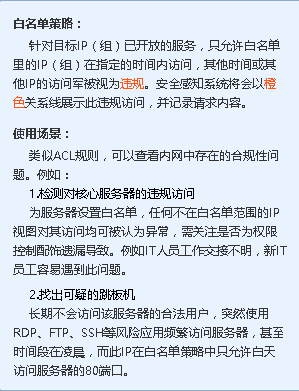 白名单策略：
针对目标IP（组）已开放的服务，只允许白名单
里的IP（组）在指定的时间内访问，其他时间或其
他IP的访问军被视为违规。安全感知系统将会以橙
色关系线展示此违规访问，并记录请求内容。
使用场景：
类似ACL规则，可以查看内网中存在的合规性问
题。例如：
1.检测对核心服务器的违规访问
为服务器设置白名单，任何不在白名单范围的IP
视图对其访问均可被认为异常，需关注是否为权限
控制配饰遗漏导致。例如IT人员工作交接不明，新IT
员工容易遇到此问题。
2.找出可疑的跳板机
长期不会访问该服务器的合法用户，突然使用
RDP、FTP、SSH等风险应用频繁访问服务器，甚至
时间段在凌晨，而此IP在白名单策略中只允许白天
访问服务器的80端口。